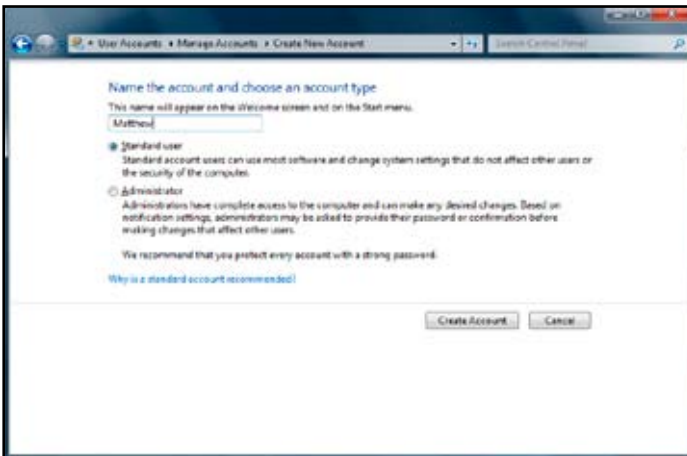 User Accounts ▸ Manage Accounts ▸ Create New Account
Search Control Panel
Name the account and choose an account type
This name will appear on the Welcome screen and on the Start menu.
Matthew
Standard user
Standard account users can use most software and change system settings that do not affect other users or
the security of the computer.
Administrator
Administrators have complete access to the computer and can make any desired changes. Based on
notification settings, administrators may be asked to provide their password or confirmation before
making changes that affect other users.
We recommend that you protect every account with a strong password.
Why is a standard account recommended?
Create Account
Cancel